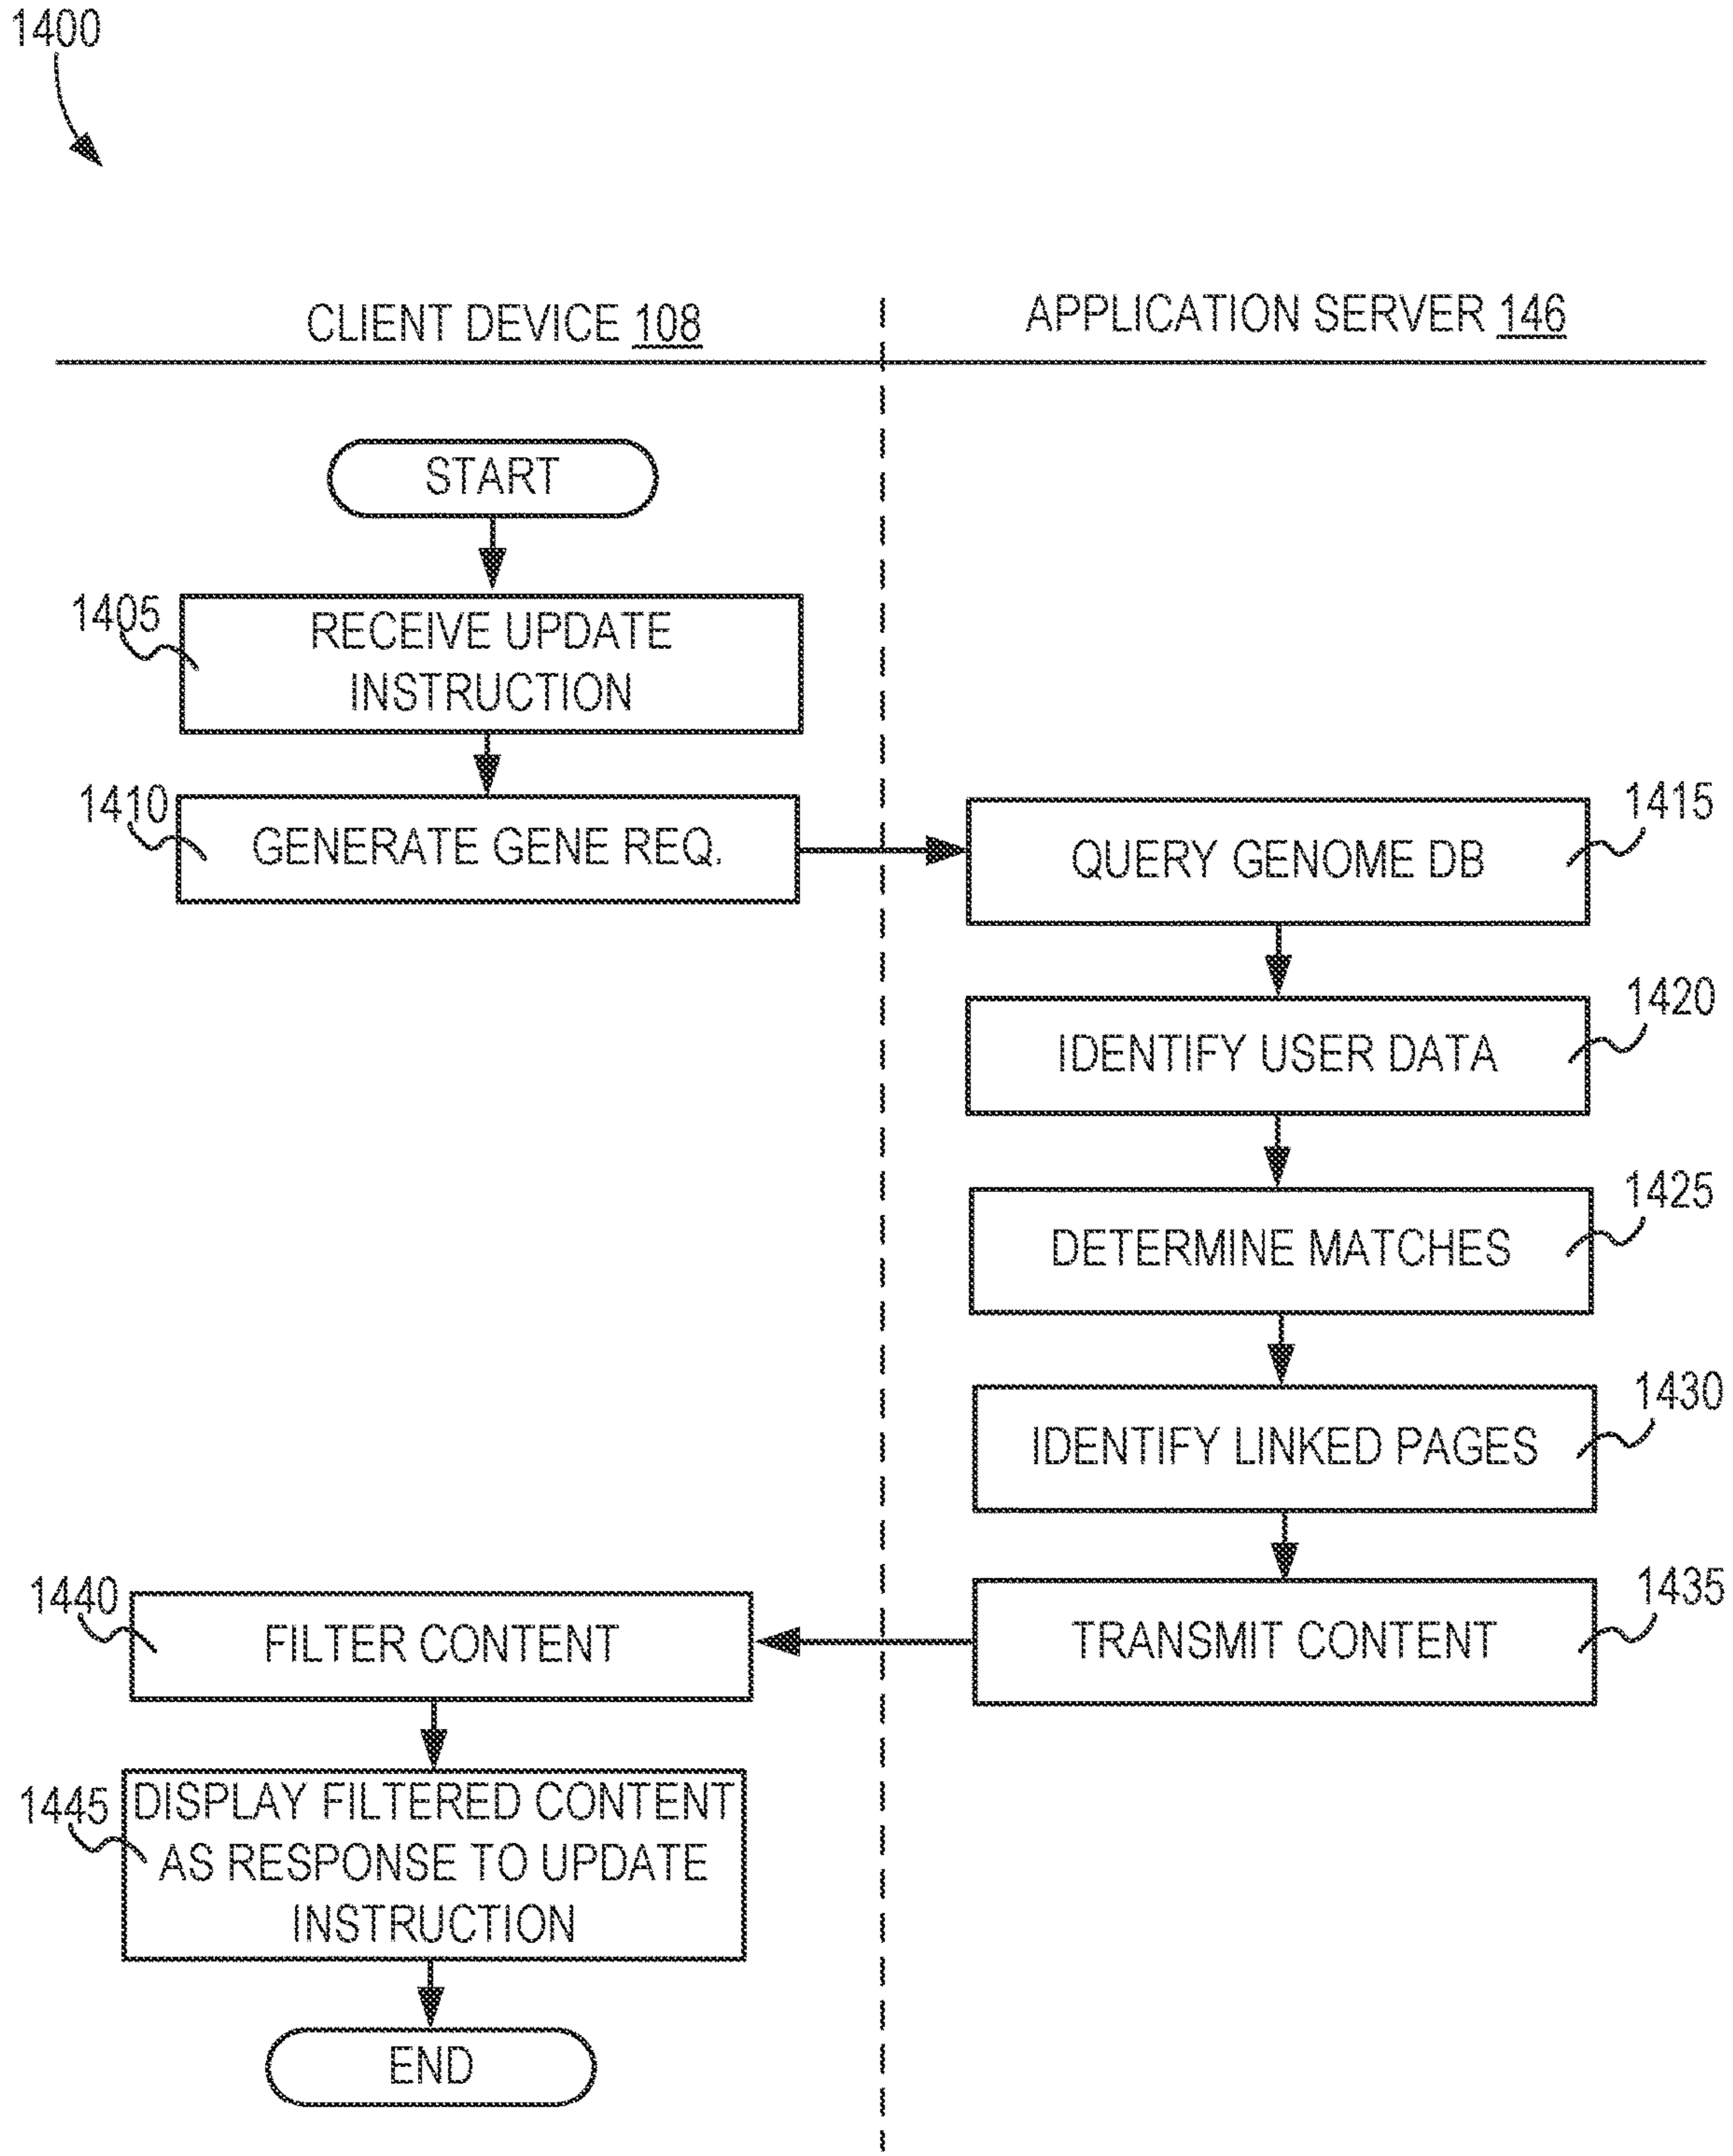 1400
CLIENT DEVICE 108
APPLICATION SERVER 146
START
1405
RECEIVE UPDATE
INSTRUCTION
1410
GENERATE GENE REQ.
1415
QUERY GENOME DB
1420
IDENTIFY USER DATA
1425
DETERMINE MATCHES
1430
IDENTIFY LINKED PAGES
1435
TRANSMIT CONTENT
1440
FILTER CONTENT
1445
DISPLAY FILTERED CONTENT
AS RESPONSE TO UPDATE
INSTRUCTION
END